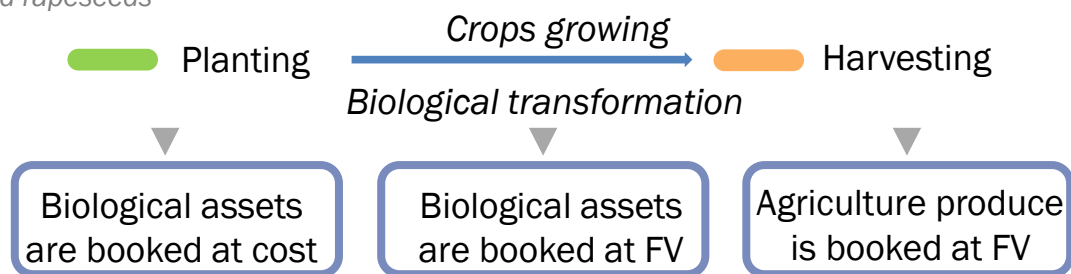 rapeseeds
Crops growing
Planting
Harvesting
Biological transformation
Biological assets
are booked at cost
Biological assets
are booked at FV
Agriculture produce
is booked at FV